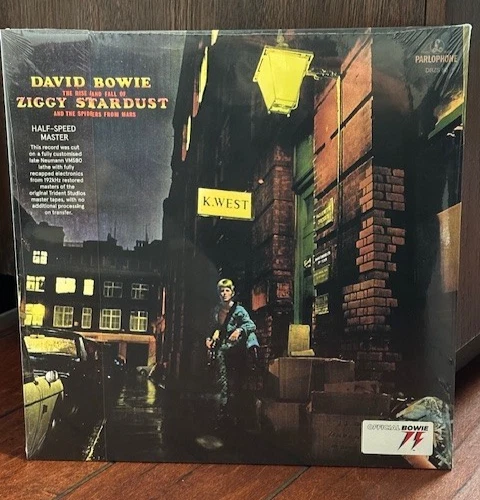 DAVID BOWIE
THE RISE AND FALL OF
ZIGGY STARDUST
AND THE SPIDERS FROM MARS
PARLOPHONE
HALF-SPEED
MASTER
This record was cut
on a fully customised
late Neumann VMS80
lathe with fully
recapped electronics
from 192kHz restored
masters of the
original Trident Studios
master tapes, with no
additional processing
on transfer.
K.WEST
OFFICIAL BOWIE
75